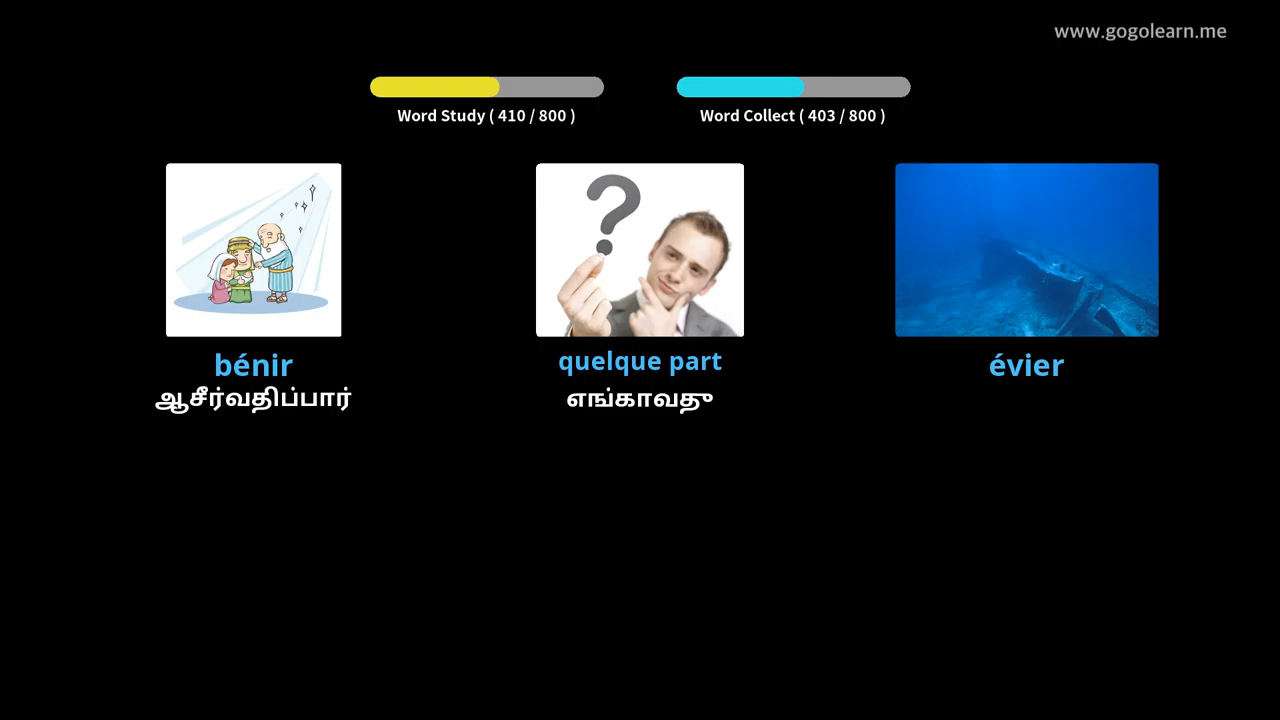 www.gogolearn.me
Word Study ( 410 / 800 )
Word Collect ( 403 / 800 )
bénir
quelque part
évier
ஆசீர்வதிப்பார்
எங்காவது